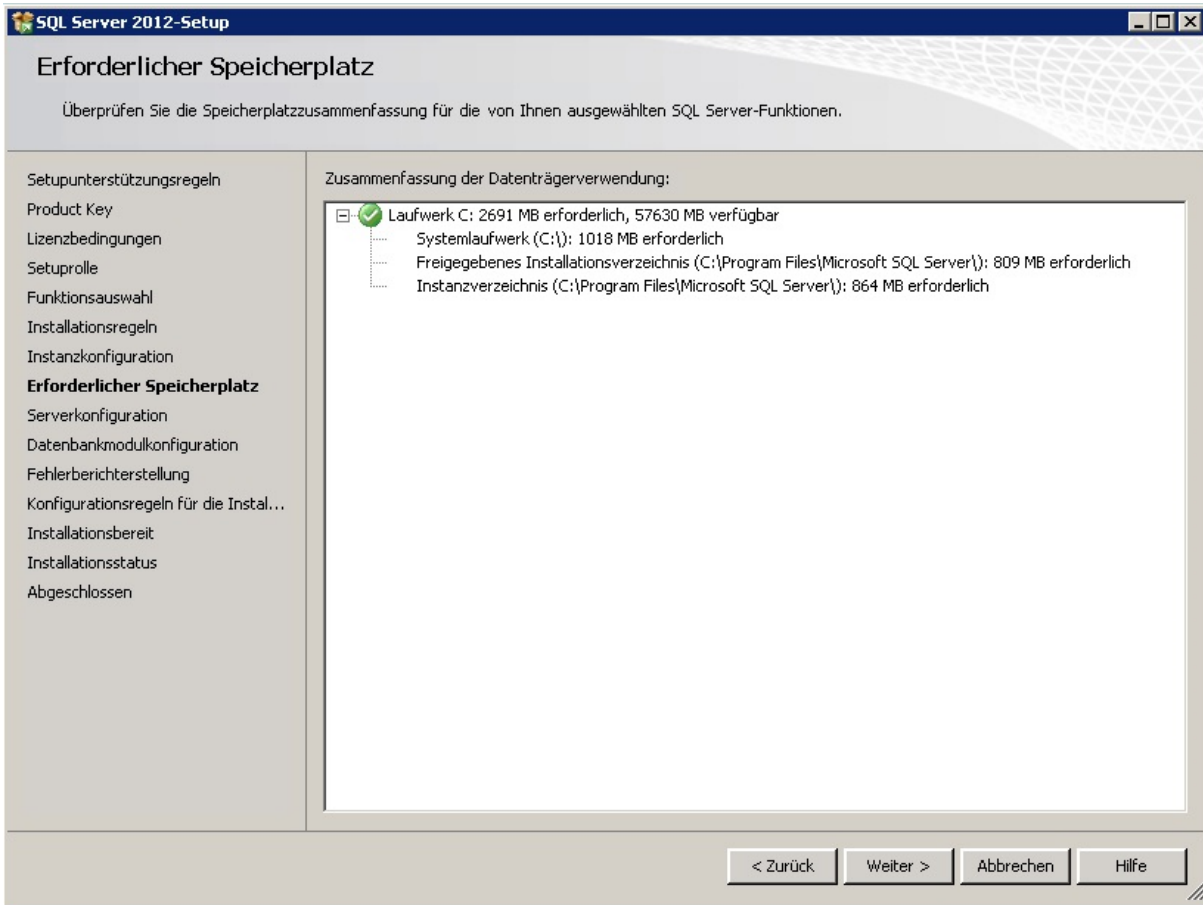 SQL Server 2012-Setup
Erforderlicher Speicherplatz
Überprüfen Sie die Speicherplatzzusammenfassung für die von Ihnen ausgewählten SQL Server-Funktionen.
Setupunterstützungsregeln
Product Key
Lizenzbedingungen
Setuprolle
Funktionsauswahl
Installationsregeln
Instanzkonfiguration
Erforderlicher Speicherplatz
Serverkonfiguration
Datenbankmodulkonfiguration
Fehlerberichterstellung
Konfigurationsregeln für die Instal...
Installationsbereit
Installationsstatus
Abgeschlossen
Zusammenfassung der Datenträgerverwendung:
Laufwerk C: 2691 MB erforderlich, 57630 MB verfügbar
Systemlaufwerk (C:\): 1018 MB erforderlich
Freigegebenes Installationsverzeichnis (C:\Program Files\Microsoft SQL Server\): 809 MB erforderlich
Instanzverzeichnis (C:\Program Files\Microsoft SQL Server\): 864 MB erforderlich
< Zurück
Weiter >
Abbrechen
Hilfe